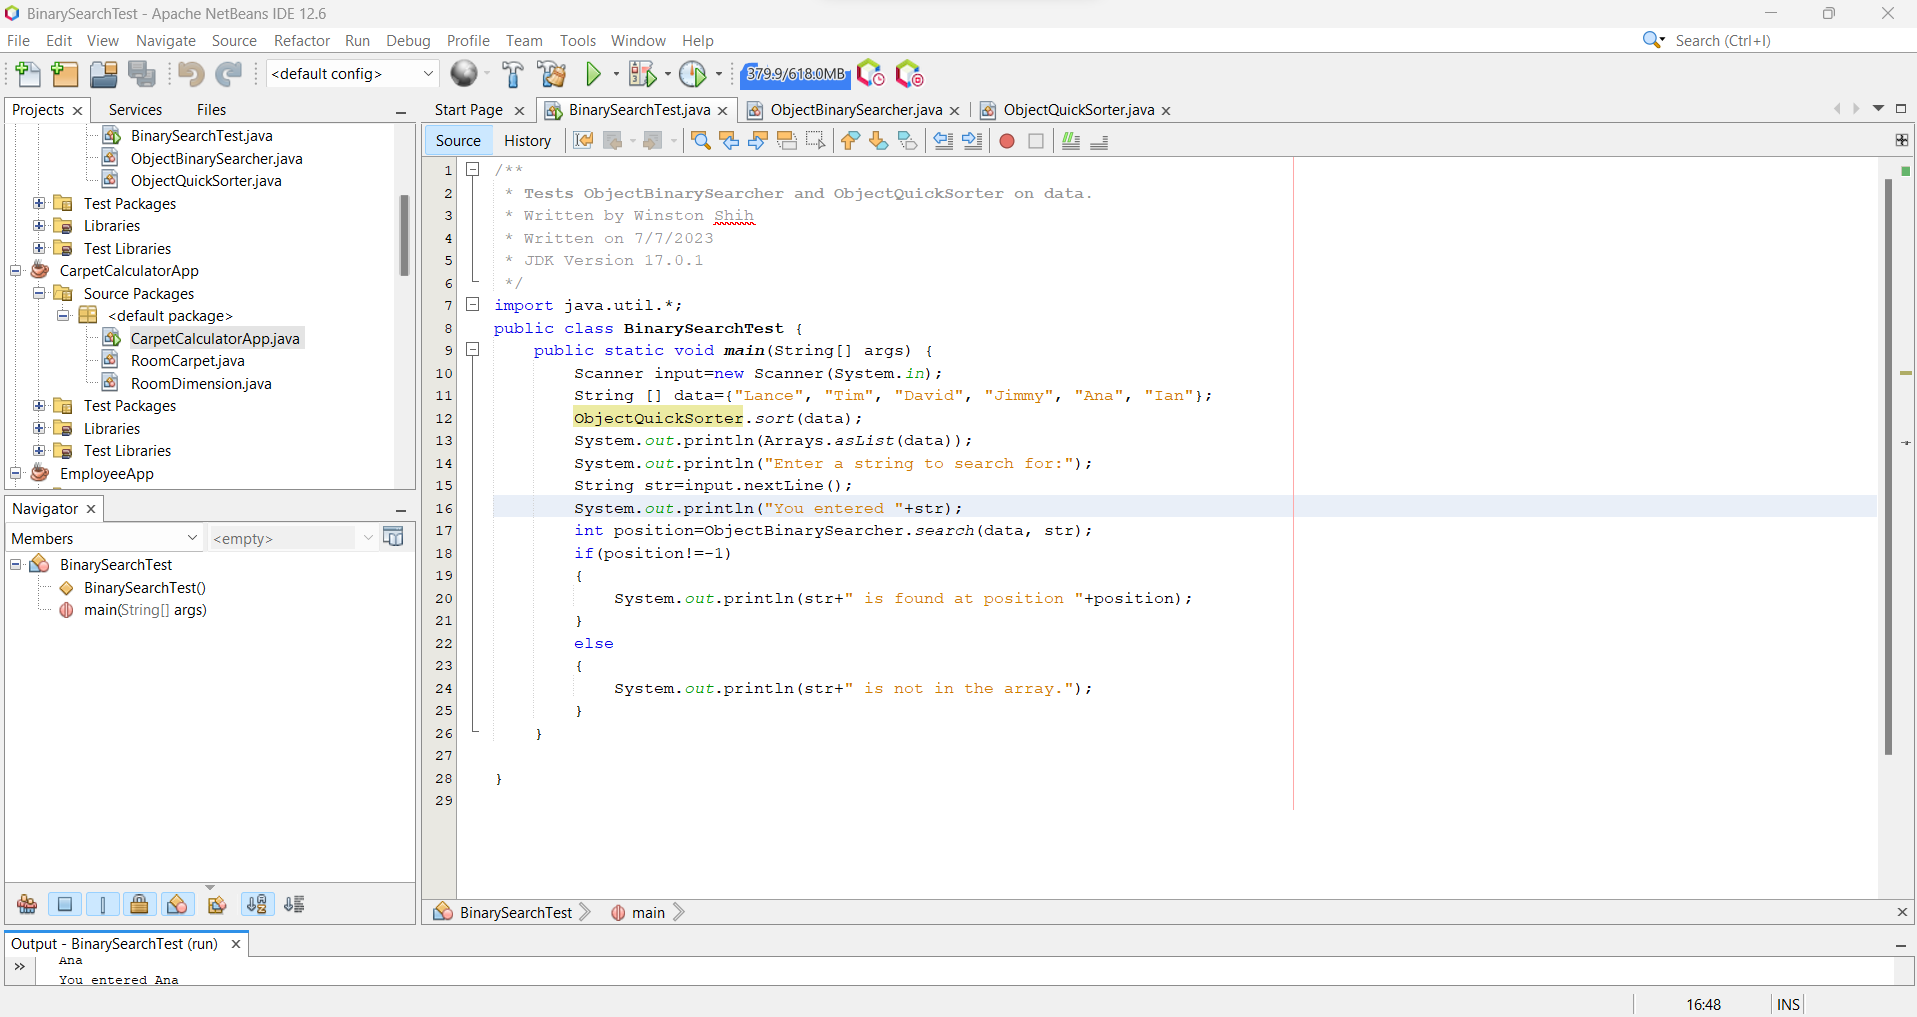 BinarySearchTest - Apache NetBeans IDE 12.6
File Edit View Navigate Source Refactor Run Debug Profile Team Tools Window Help
Search (Ctrl+I)
<default config>
379.9/618.0MB
Projects Services Files
BinarySearchTest.java
ObjectBinarySearcher.java
ObjectQuickSorter.java
Test Packages
Libraries
Test Libraries
CarpetCalculatorApp
Source Packages
<default package>
CarpetCalculatorApp.java
RoomCarpet.java
RoomDimension.java
Test Packages
Libraries
Test Libraries
EmployeeApp
Navigator
Members
<empty>
BinarySearchTest
BinarySearchTest()
main(String[] args)
Start Page BinarySearchTest.java ObjectBinarySearcher.java ObjectQuickSorter.java
Source History
1 /**
2 * Tests ObjectBinarySearcher and ObjectQuickSorter on data.
3 * Written by Winston Shih
4 * Written on 7/7/2023
5 * JDK Version 17.0.1
6 */
7 import java.util.*;
8 public class BinarySearchTest {
9 public static void main(String[] args) {
10 Scanner input=new Scanner(System.in);
11 String [] data={"Lance", "Tim", "David", "Jimmy", "Ana", "Ian"};
12 ObjectQuickSorter.sort(data);
13 System.out.println(Arrays.asList(data));
14 System.out.println("Enter a string to search for:");
15 String str=input.nextLine();
16 System.out.println("You entered "+str);
17 int position=ObjectBinarySearcher.search(data, str);
18 if(position!=-1)
19 {
20 System.out.println(str+" is found at position "+position);
21 }
22 else
23 {
24 System.out.println(str+" is not in the array.");
25 }
26 }
27
28 }
29
BinarySearchTest main
Output - BinarySearchTest (run)
Ana
You entered Ana
16:48 INS